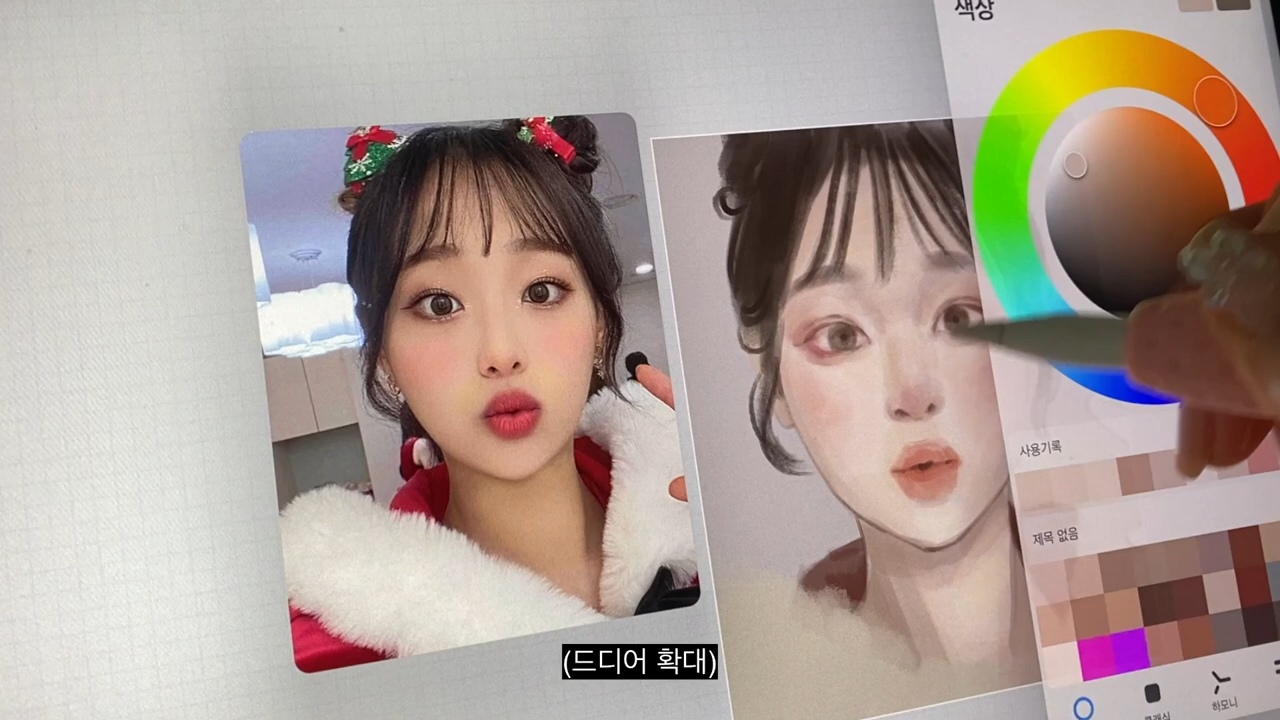 색상
사용기록
제목 없음
하모니
(드디어 확대)